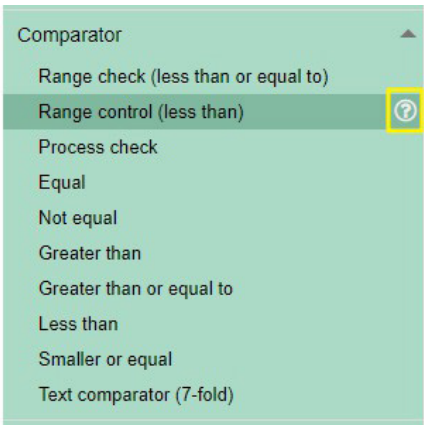 Comparator
Range check (less than or equal to)
Range control (less than)
Process check
Equal
Not equal
Greater than
Greater than or equal to
Less than
Smaller or equal
Text comparator (7-fold)